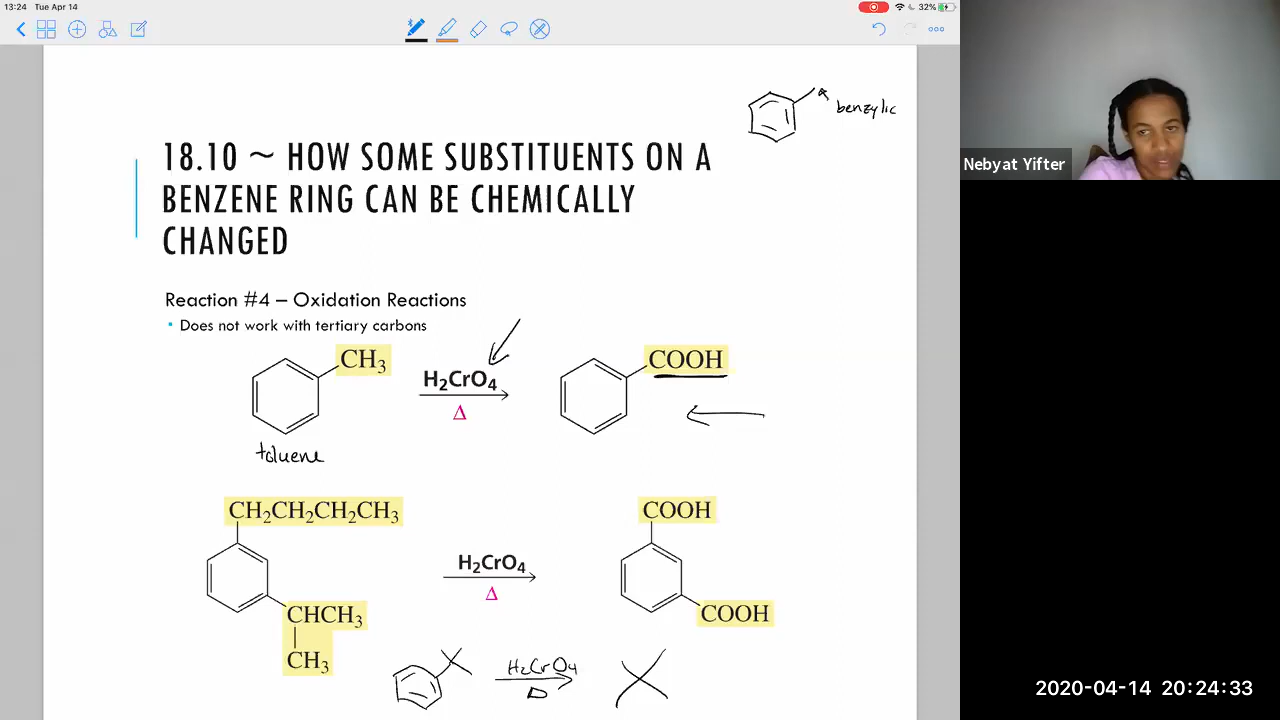 13:24 Tue Apr 14
32%
benzylic
Nebyat Yifter
18.10 ~ HOW SOME SUBSTITUENTS ON A
BENZENE RING CAN BE CHEMICALLY
CHANGED
Reaction #4 – Oxidation Reactions
▪ Does not work with tertiary carbons
CH₃
H₂CrO₄
Δ
COOH
toluene
CH₂CH₂CH₂CH₃
H₂CrO₄
Δ
COOH
CHCH₃
CH₃
COOH
H₂CrO₄
Δ
2020-04-14 20:24:33